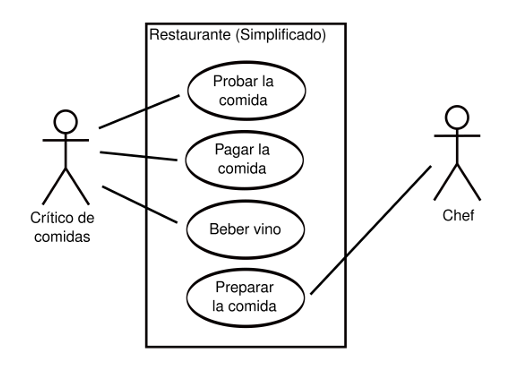 Restaurante (Simplificado)
Probar la
comida
Pagar la
comida
Beber vino
Preparar
la comida
Crítico de
comidas
Chef